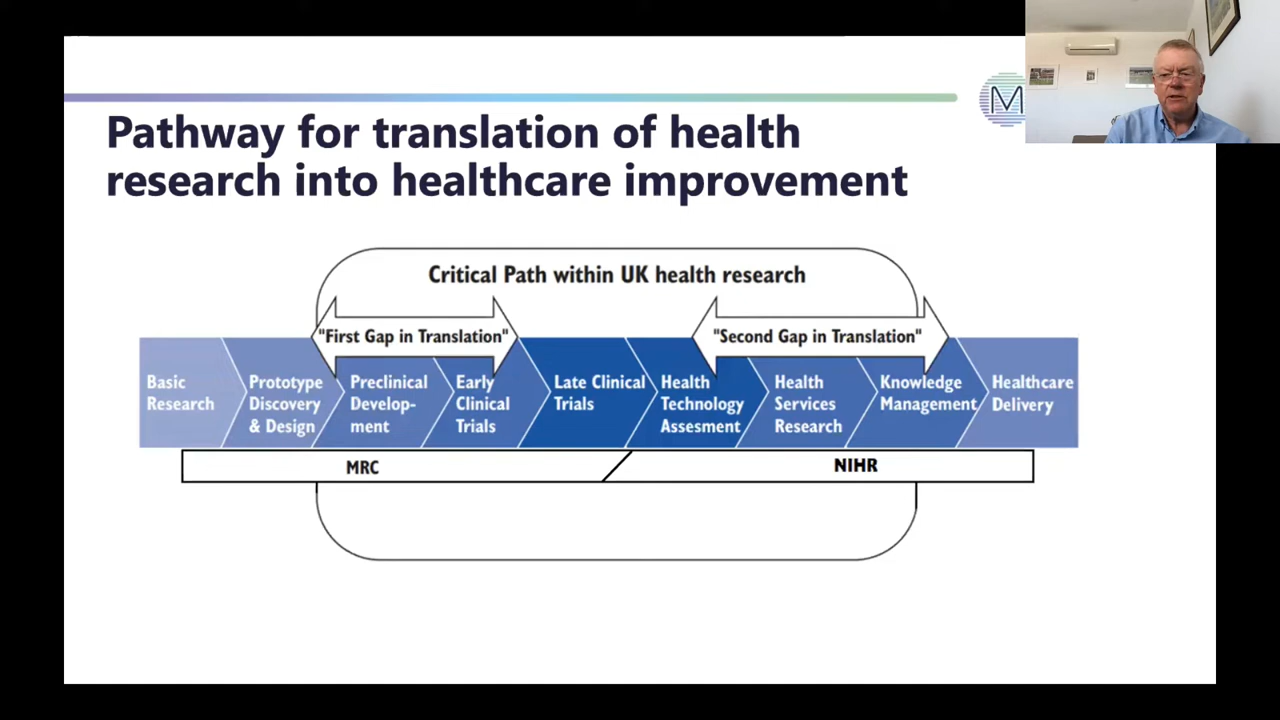 M
Pathway for translation of health
research into healthcare improvement
Critical Path within UK health research
"First Gap in Translation"
"Second Gap in Translation"
Basic
Research
Prototype
Discovery
& Design
Preclinical
Develop-
ment
Early
Clinical
Trials
Late Clinical
Trials
Health
Technology
Assesment
Health
Services
Research
Knowledge
Management
Healthcare
Delivery
MRC
NIHR